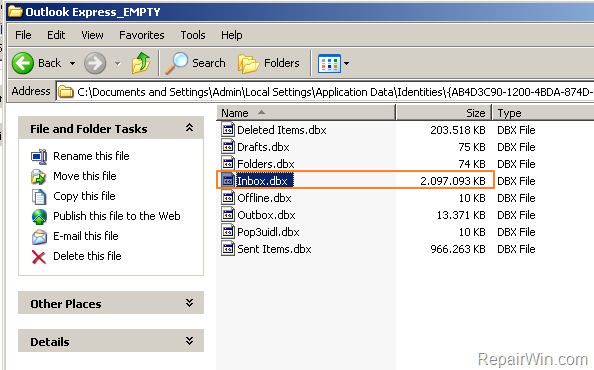 Outlook Express_EMPTY
File Edit View Favorites Tools Help
Back Search Folders
Address C:\Documents and Settings\Admin\Local Settings\Application Data\Identities\{AB4D3C90-1200-4BDA-874D-
Name Size Type
File and Folder Tasks
Rename this file
Move this file
Copy this file
Publish this file to the Web
E-mail this file
Delete this file
Other Places
Details
Deleted Items.dbx 203.518 KB DBX File
Drafts.dbx 75 KB DBX File
Folders.dbx 74 KB DBX File
Inbox.dbx 2.097.093 KB DBX File
Offline.dbx 10 KB DBX File
Outbox.dbx 13.371 KB DBX File
Pop3uidl.dbx 10 KB DBX File
Sent Items.dbx 966.263 KB DBX File
RepairWin.com